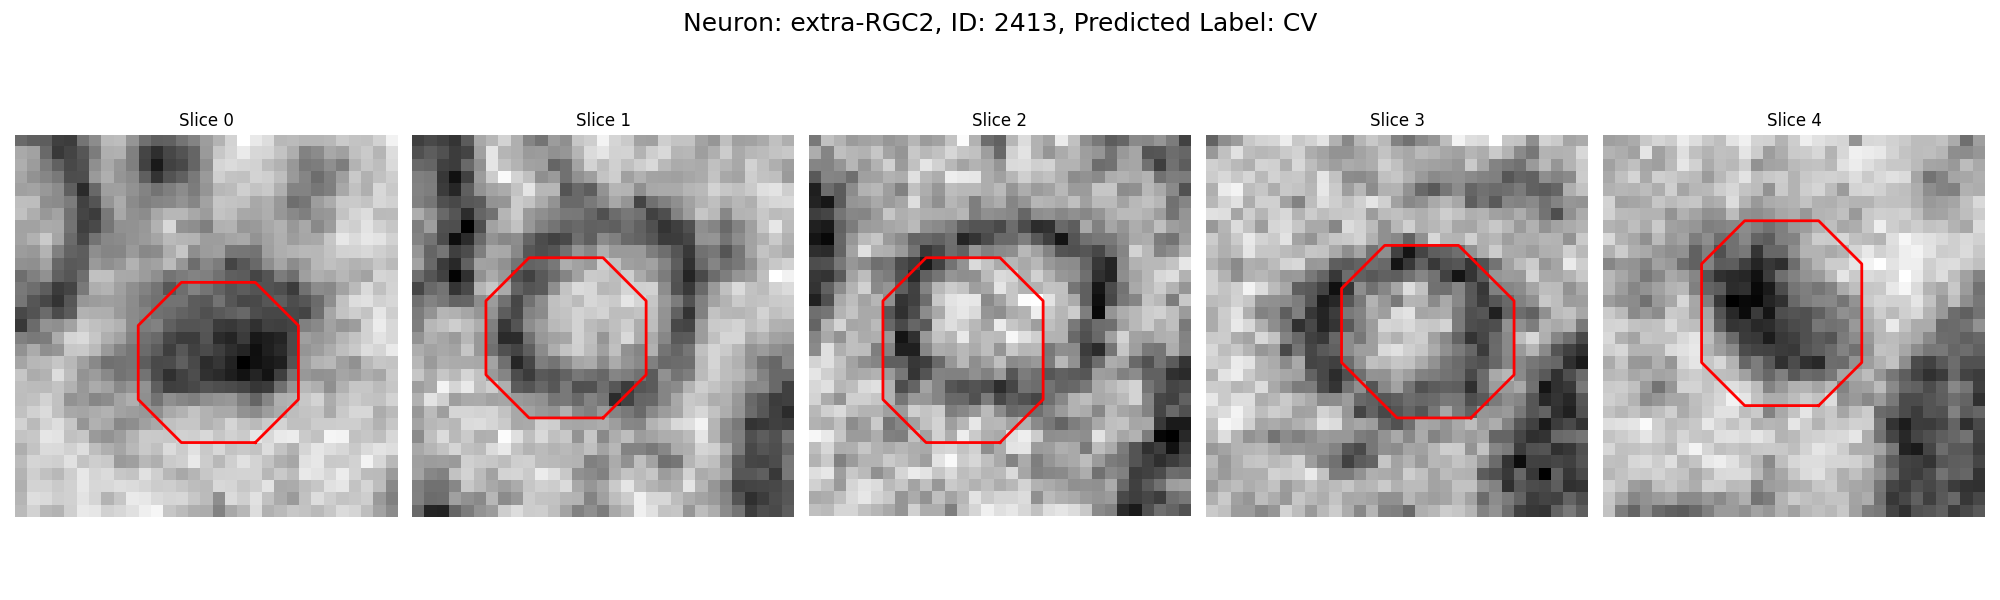 Neuron: extra-RGC2, ID: 2413, Predicted Label: CV
Slice 0
Slice 1
Slice 2
Slice 3
Slice 4